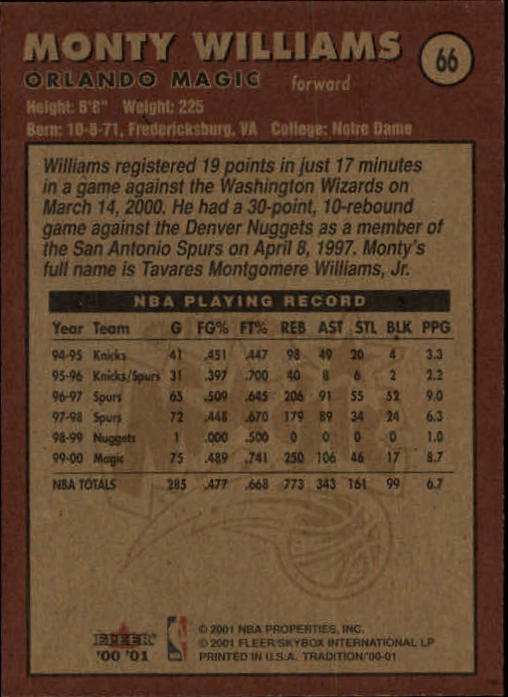 MONTY WILLIAMS
66
ORLANDO MAGIC forward
Height: 6'8" Weight: 225
Born: 10-8-71, Fredericksburg, VA College: Notre Dame
Williams registered 19 points in just 17 minutes
in a game against the Washington Wizards on
March 14, 2000. He had a 30-point, 10-rebound
game against the Denver Nuggets as a member of
the San Antonio Spurs on April 8, 1997. Monty's
full name is Tavares Montgomere Williams, Jr.
NBA PLAYING RECORD
Year Team G FG% FT% REB AST STL BLK PPG
94-95 Knicks 41 .451 .447 98 49 20 4 3.3
95-96 Knicks/Spurs 31 .397 .700 40 8 6 2 2.2
96-97 Spurs 65 .509 .645 206 91 55 52 9.0
97-98 Spurs 72 .448 .670 179 89 34 24 6.3
98-99 Nuggets 1 .000 .500 0 0 0 0 1.0
99-00 Magic 75 .489 .741 250 106 46 17 8.7
NBA TOTALS 285 .477 .668 773 343 161 99 6.7
FLEER
'00 '01
NBA
© 2001 NBA PROPERTIES, INC.
© 2001 FLEER/SKYBOX INTERNATIONAL LP
PRINTED IN U.S.A. TRADITION/'00-01